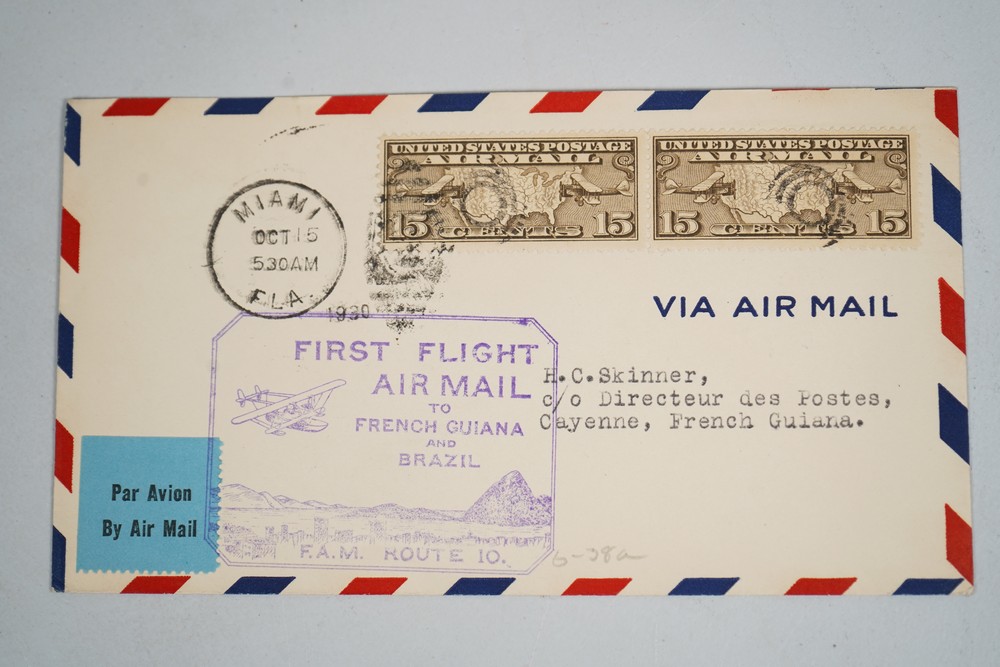 UNITED STATES POSTAGE
AIR MAIL
15 CENTS 15
UNITED STATES POSTAGE
AIR MAIL
15 CENTS 15
MIAMI
OCT 15
530AM
FLA.
1930
VIA AIR MAIL
FIRST FLIGHT
AIR MAIL
TO
FRENCH GUIANA
AND
BRAZIL
F.A.M. ROUTE 10.
H.C.Skinner,
c/o Directeur des Postes,
Cayenne, French Guiana.
Par Avion
By Air Mail